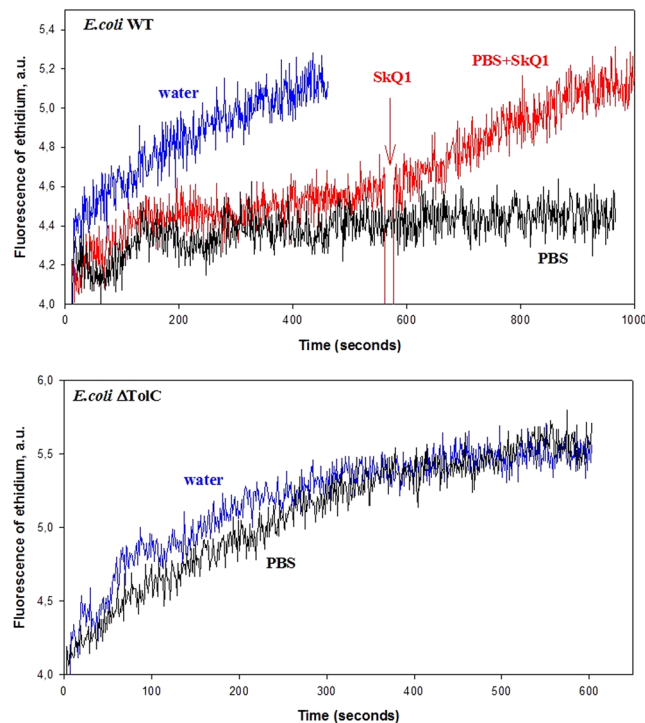 E.coli WT
5,4
5,2
5,0
4,8
4,6
4,4
4,2
4,0
Fluorescence of ethidium, a.u.
water
SkQ1
PBS+SkQ1
PBS
0 200 400 600 800 1000
Time (seconds)
E.coli ΔTolC
6,0
5,5
5,0
4,5
4,0
Fluorescence of ethidium, a.u.
water
PBS
0 100 200 300 400 500 600
Time (seconds)